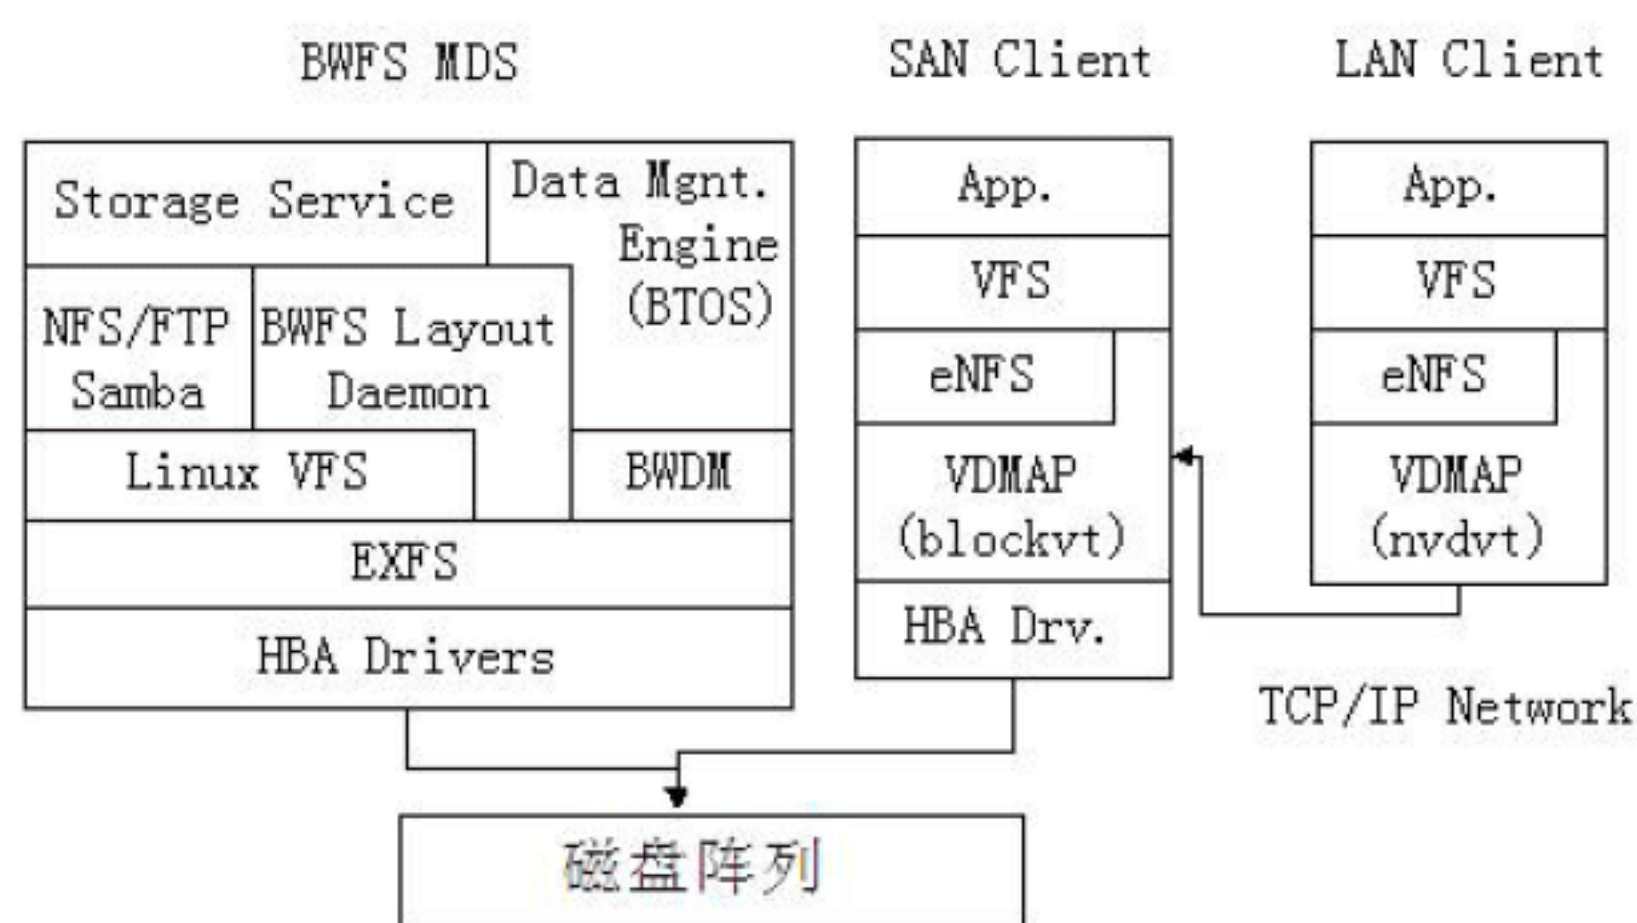 BWFS MDS
SAN Client
LAN Client
Storage Service
Data Mgnt.
Engine
(BTOS)
NFS/FTP
Samba
BWFS Layout
Daemon
Linux VFS
BWDM
EXFS
HBA Drivers
App.
VFS
eNFS
VDMAP
(blockvt)
HBA Drv.
App.
VFS
eNFS
VDMAP
(nvdvt)
TCP/IP Network
磁盘阵列